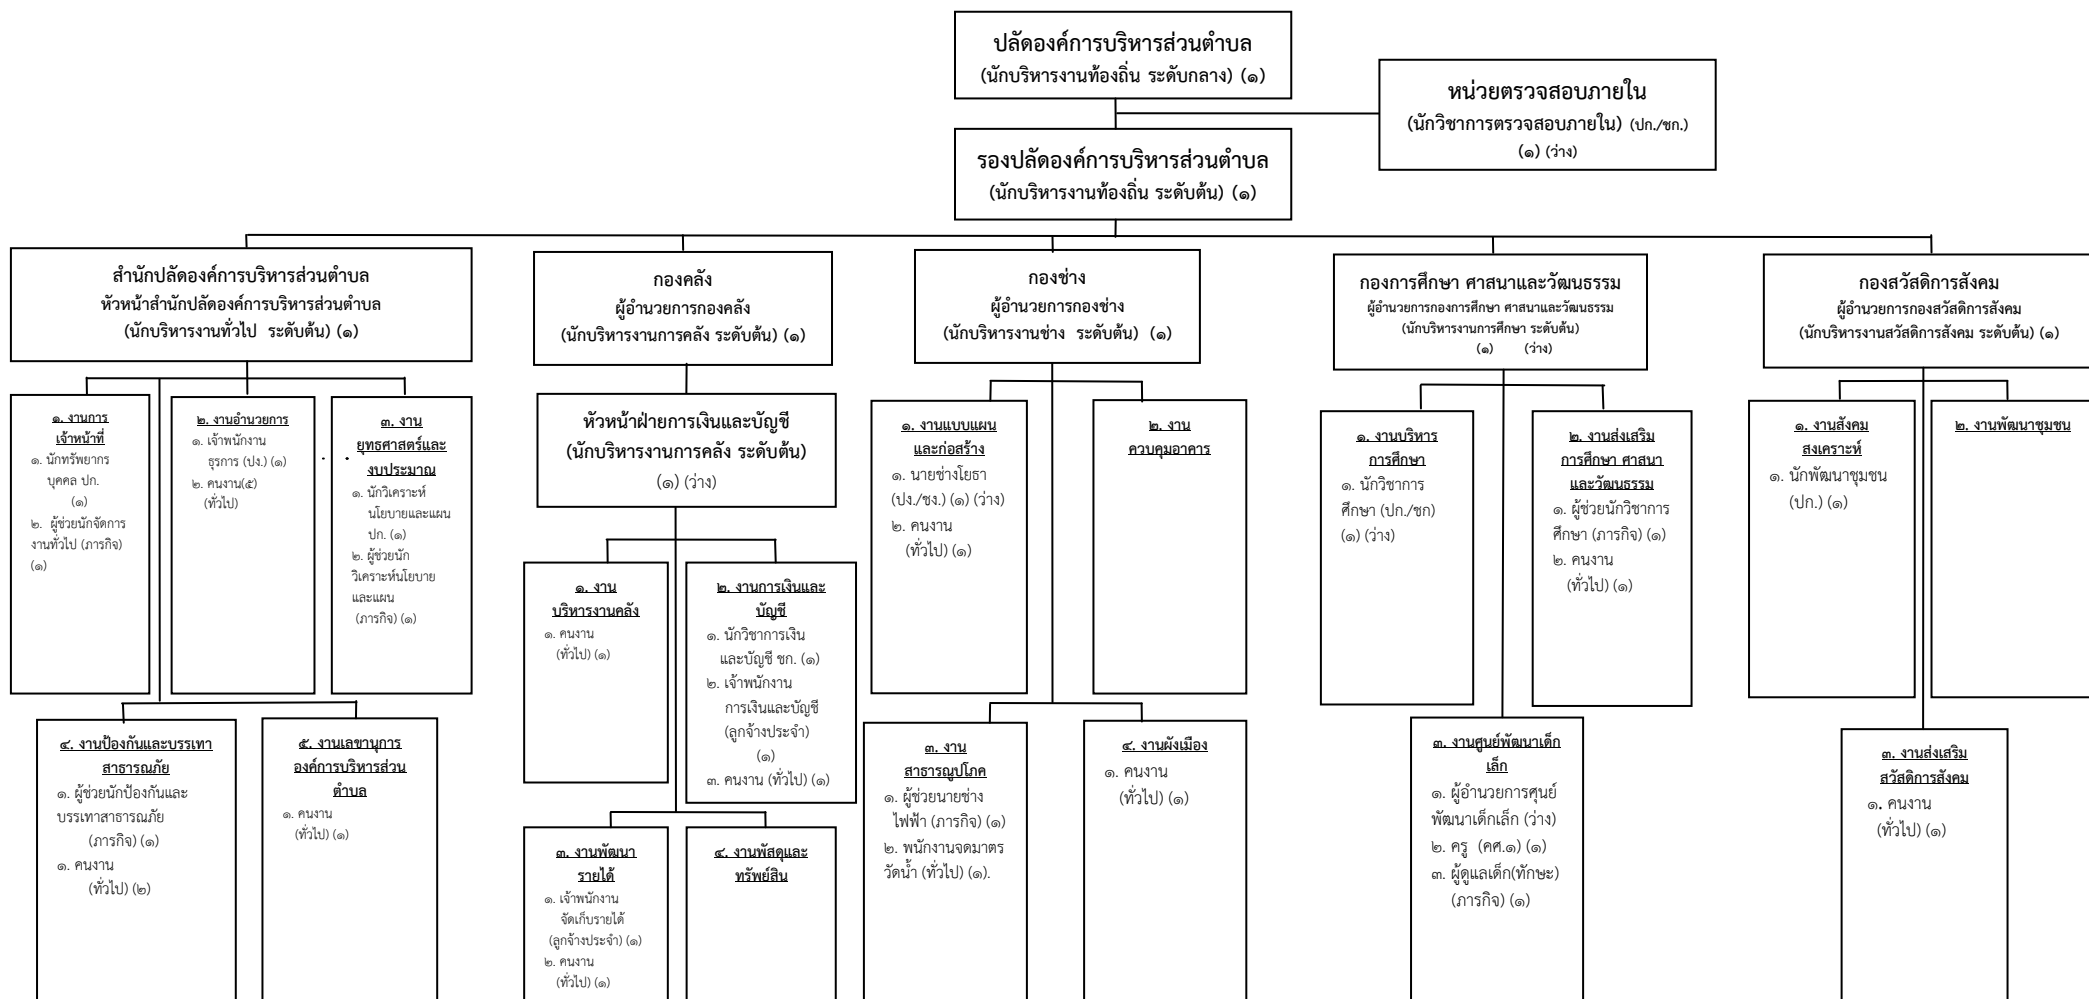 ปลัดองค์การบริหารส่วนตำบล
(นักบริหารงานท้องถิ่น ระดับกลาง) (๑)
หน่วยตรวจสอบภายใน
(นักวิชาการตรวจสอบภายใน) (ปก./ชก.)
(๑) (ว่าง)
รองปลัดองค์การบริหารส่วนตำบล
(นักบริหารงานท้องถิ่น ระดับต้น) (๑)
สำนักปลัดองค์การบริหารส่วนตำบล
หัวหน้าสำนักปลัดองค์การบริหารส่วนตำบล
(นักบริหารงานทั่วไป ระดับต้น) (๑)
กองคลัง
ผู้อำนวยการกองคลัง
(นักบริหารงานการคลัง ระดับต้น) (๑)
กองช่าง
ผู้อำนวยการกองช่าง
(นักบริหารงานช่าง ระดับต้น) (๑)
กองการศึกษา ศาสนาและวัฒนธรรม
ผู้อำนวยการกองการศึกษา ศาสนาและวัฒนธรรม
(นักบริหารงานการศึกษา ระดับต้น)
(๑) (ว่าง)
กองสวัสดิการสังคม
ผู้อำนวยการกองสวัสดิการสังคม
(นักบริหารงานสวัสดิการสังคม ระดับต้น) (๑)
๑. งานการ
เจ้าหน้าที่
๑. นักทรัพยากร
บุคคล ปก.
(๑)
๒. ผู้ช่วยนักจัดการ
งานทั่วไป (ภารกิจ)
(๑)
๒. งานอำนวยการ
๑. เจ้าพนักงาน
ธุรการ (ปง.) (๑)
๒. คนงาน(๕)
(ทั่วไป)
๓. งาน
ยุทธศาสตร์และ
งบประมาณ
๑. นักวิเคราะห์
นโยบายและแผน
ปก. (๑)
๒. ผู้ช่วยนัก
วิเคราะห์นโยบาย
และแผน
(ภารกิจ) (๑)
๔. งานป้องกันและบรรเทา
สาธารณภัย
๑. ผู้ช่วยนักป้องกันและ
บรรเทาสาธารณภัย
(ภารกิจ) (๑)
๑. คนงาน
(ทั่วไป) (๒)
๕. งานเลขานุการ
องค์การบริหารส่วน
ตำบล
๑. คนงาน
(ทั่วไป) (๑)
หัวหน้าฝ่ายการเงินและบัญชี
(นักบริหารงานการคลัง ระดับต้น)
(๑) (ว่าง)
๑. งาน
บริหารงานคลัง
๑. คนงาน
(ทั่วไป) (๑)
๒. งานการเงินและ
บัญชี
๑. นักวิชาการเงิน
และบัญชี ชก. (๑)
๒. เจ้าพนักงาน
การเงินและบัญชี
(ลูกจ้างประจำ)
(๑)
๓. คนงาน (ทั่วไป) (๑)
๓. งานพัฒนา
รายได้
๑. เจ้าพนักงาน
จัดเก็บรายได้
(ลูกจ้างประจำ) (๑)
๒. คนงาน
(ทั่วไป) (๑)
๔. งานพัสดุและ
ทรัพย์สิน
๑. งานแบบแผน
และก่อสร้าง
๑. นายช่างโยธา
(ปง./ชง.) (๑) (ว่าง)
๒. คนงาน
(ทั่วไป) (๑)
๒. งาน
ควบคุมอาคาร
๓. งาน
สาธารณูปโภค
๑. ผู้ช่วยนายช่าง
ไฟฟ้า (ภารกิจ) (๑)
๒. พนักงานจดมาตร
วัดน้ำ (ทั่วไป) (๑).
๔. งานผังเมือง
๑. คนงาน
(ทั่วไป) (๑)
๑. งานบริหาร
การศึกษา
๑. นักวิชาการ
ศึกษา (ปก./ชก)
(๑) (ว่าง)
๒. งานส่งเสริม
การศึกษา ศาสนา
และวัฒนธรรม
๑. ผู้ช่วยนักวิชาการ
ศึกษา (ภารกิจ) (๑)
๒. คนงาน
(ทั่วไป) (๑)
๓. งานศูนย์พัฒนาเด็ก
เล็ก
๑. ผู้อำนวยการศูนย์
พัฒนาเด็กเล็ก (ว่าง)
๒. ครู (คศ.๑) (๑)
๓. ผู้ดูแลเด็ก(ทักษะ)
(ภารกิจ) (๑)
๑. งานสังคม
สงเคราะห์
๑. นักพัฒนาชุมชน
(ปก.) (๑)
๒. งานพัฒนาชุมชน
๓. งานส่งเสริม
สวัสดิการสังคม
๑. คนงาน
(ทั่วไป) (๑)